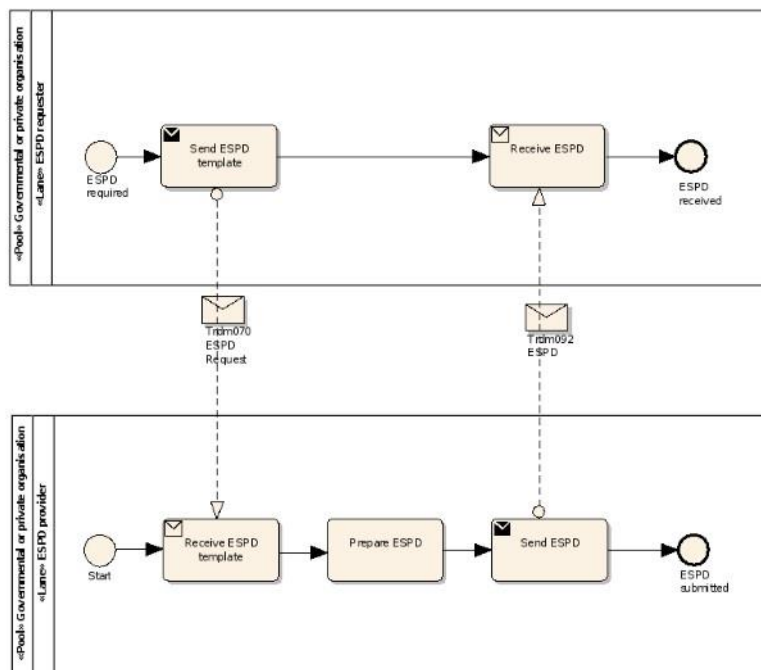 «Pool» Governmental or private organisation
«Lane» ESPD requester
Send ESPD
template
Receive ESPD
ESPD
required
ESPD
received
Trdm070
ESPD
Request
Trdm092
ESPD
«Pool» Governmental or private organisation
«Lane» ESPD provider
Receive ESPD
template
Prepare ESPD
Send ESPD
Start
ESPD
submitted